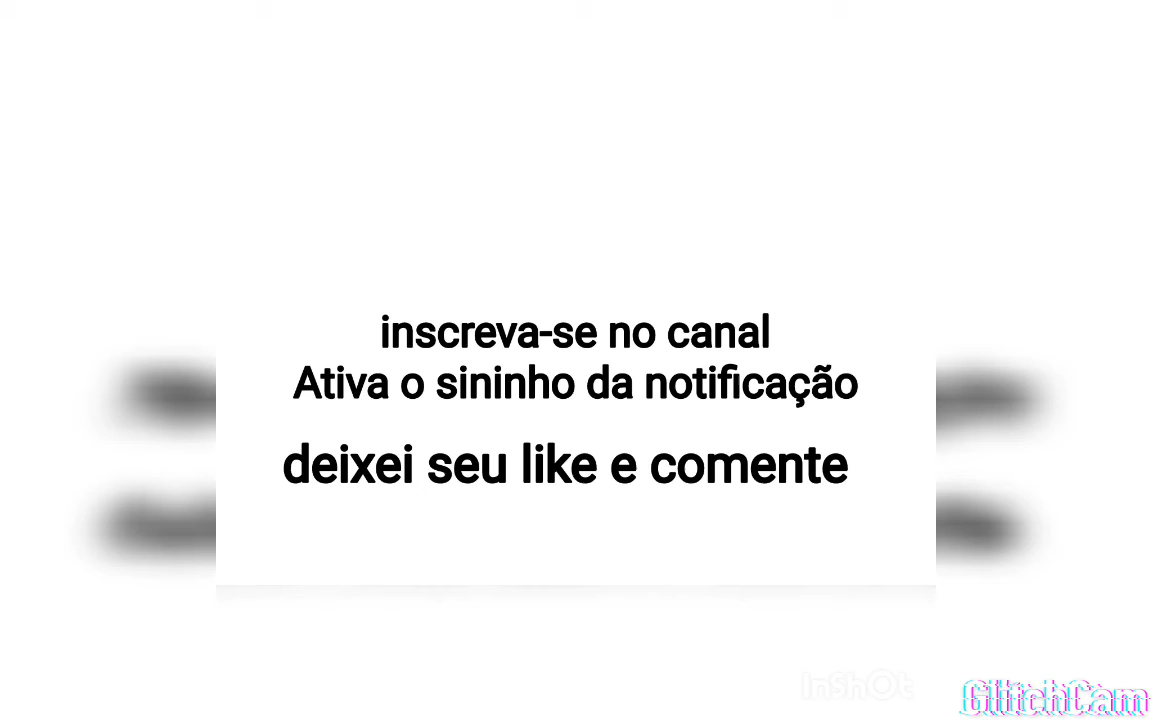 inscreva-se no canal
Ativa o sininho da notificação
deixei seu like e comente
InShOt
GlitchCam